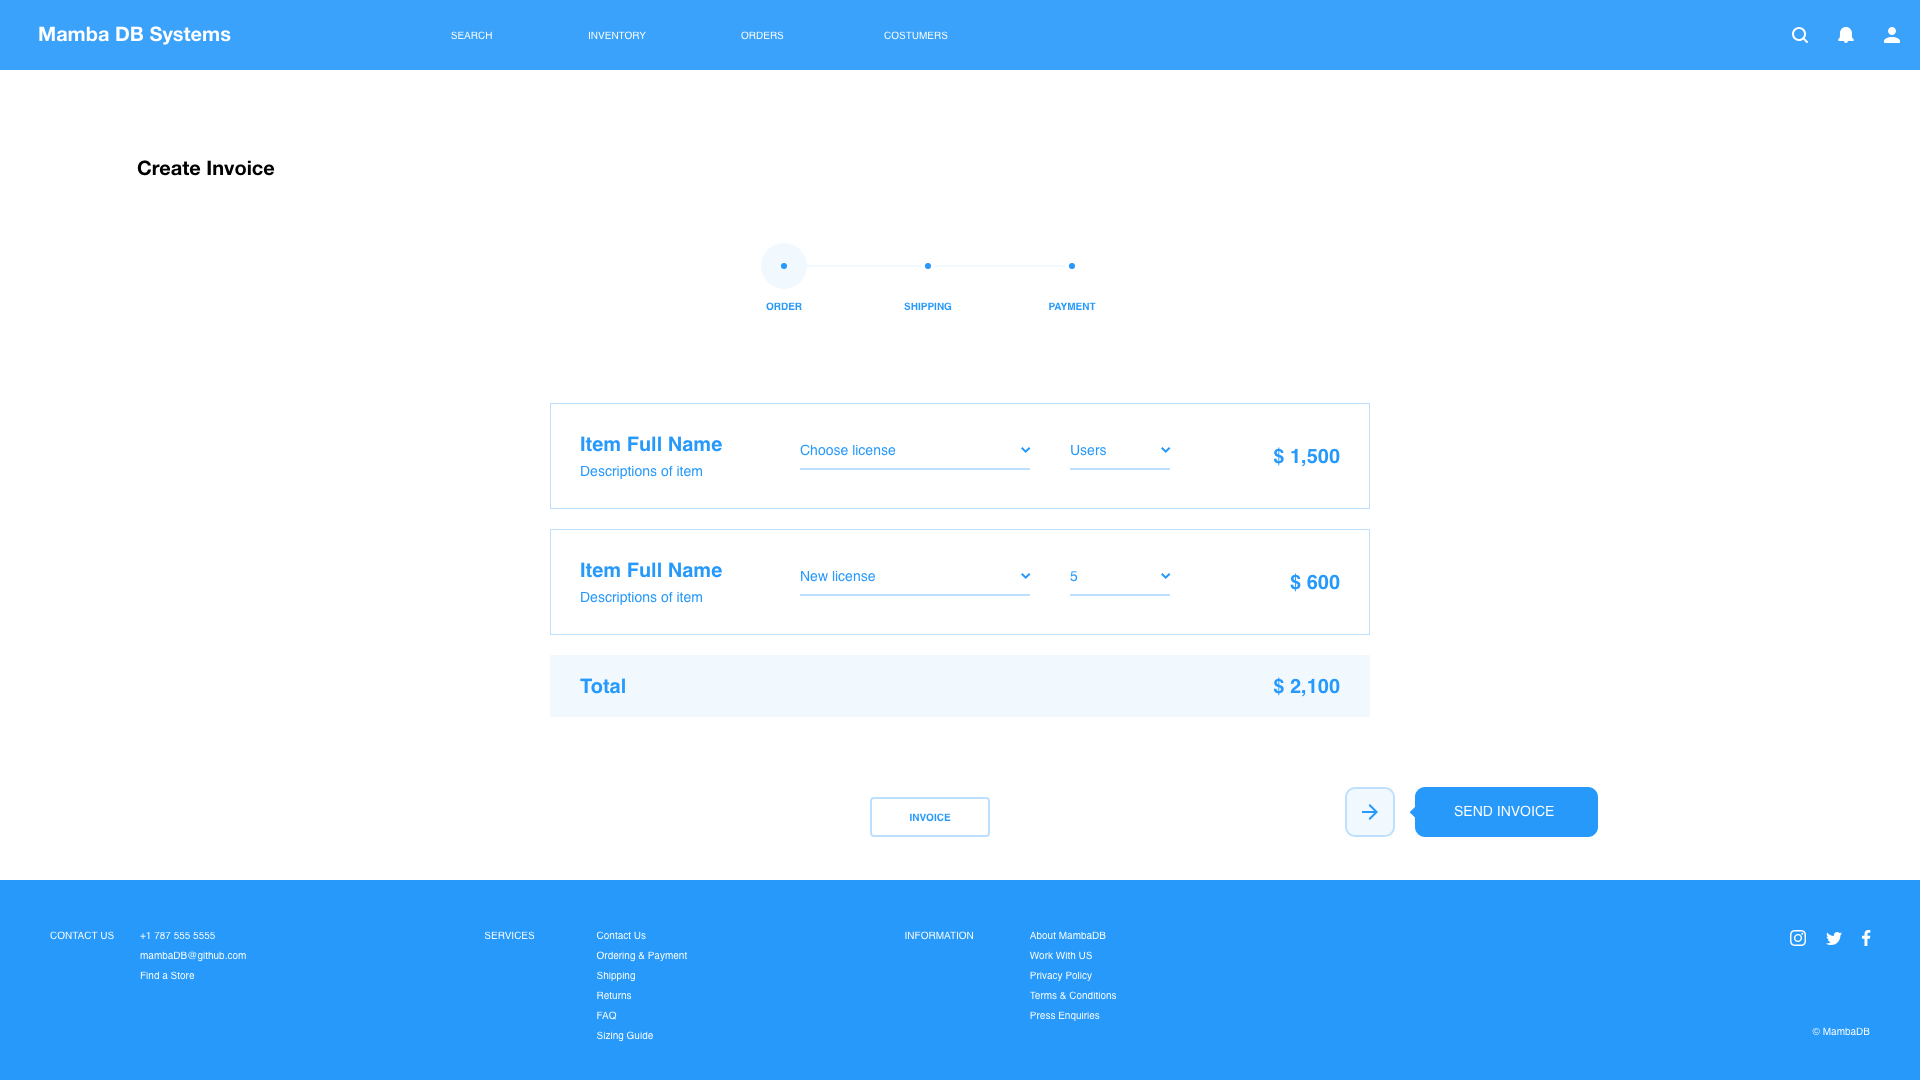 Mamba DB Systems
SEARCH
INVENTORY
ORDERS
COSTUMERS
Create Invoice
ORDER
SHIPPING
PAYMENT
Item Full Name
Descriptions of item
Choose license
Users
$ 1,500
Item Full Name
Descriptions of item
New license
5
$ 600
Total
$ 2,100
INVOICE
SEND INVOICE
CONTACT US
+1 787 555 5555
mambaDB@github.com
Find a Store
SERVICES
Contact Us
Ordering & Payment
Shipping
Returns
FAQ
Sizing Guide
INFORMATION
About MambaDB
Work With US
Privacy Policy
Terms & Conditions
Press Enquiries
© MambaDB